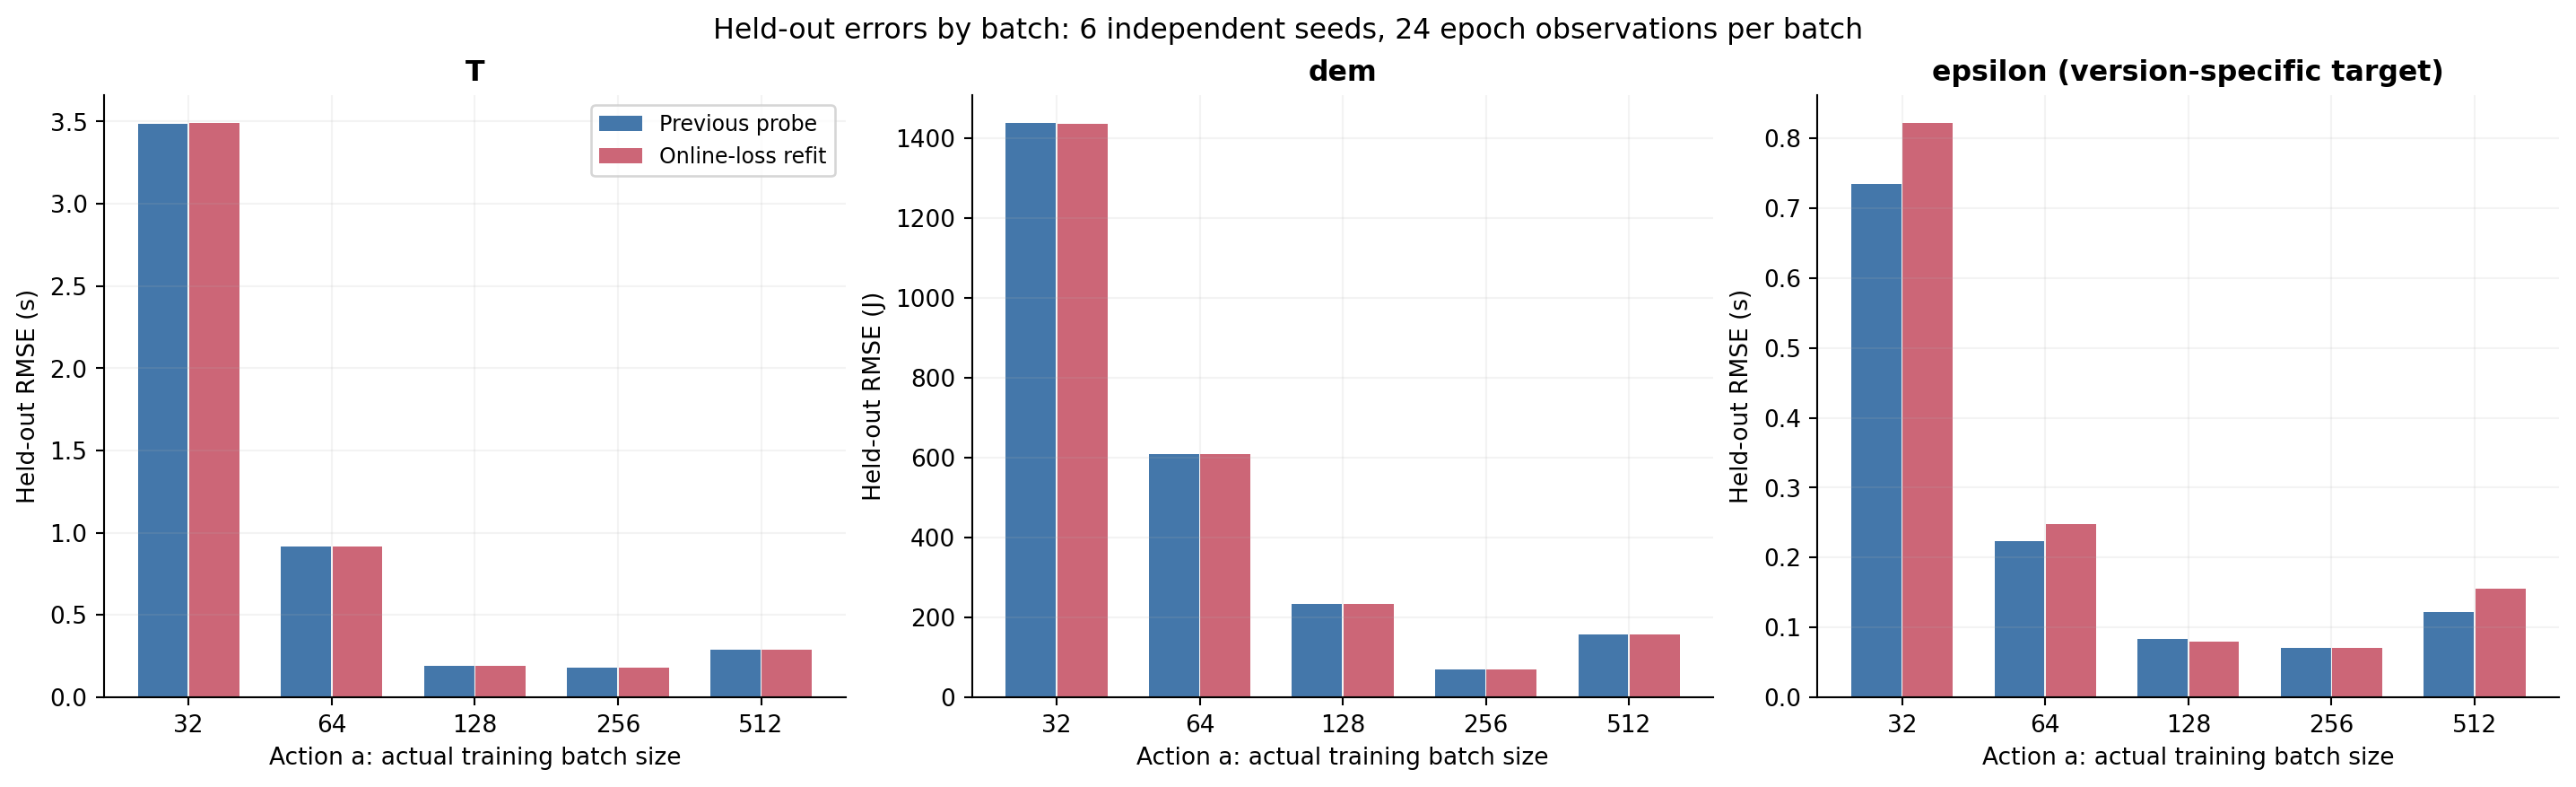 Held-out errors by batch: 6 independent seeds, 24 epoch observations per batch
T
Held-out RMSE (s)
3.5
3.0
2.5
2.0
1.5
1.0
0.5
0.0
Previous probe
Online-loss refit
32 64 128 256 512
Action a: actual training batch size
dem
Held-out RMSE (J)
1400
1200
1000
800
600
400
200
0
32 64 128 256 512
Action a: actual training batch size
epsilon (version-specific target)
Held-out RMSE (s)
0.8
0.7
0.6
0.5
0.4
0.3
0.2
0.1
0.0
32 64 128 256 512
Action a: actual training batch size